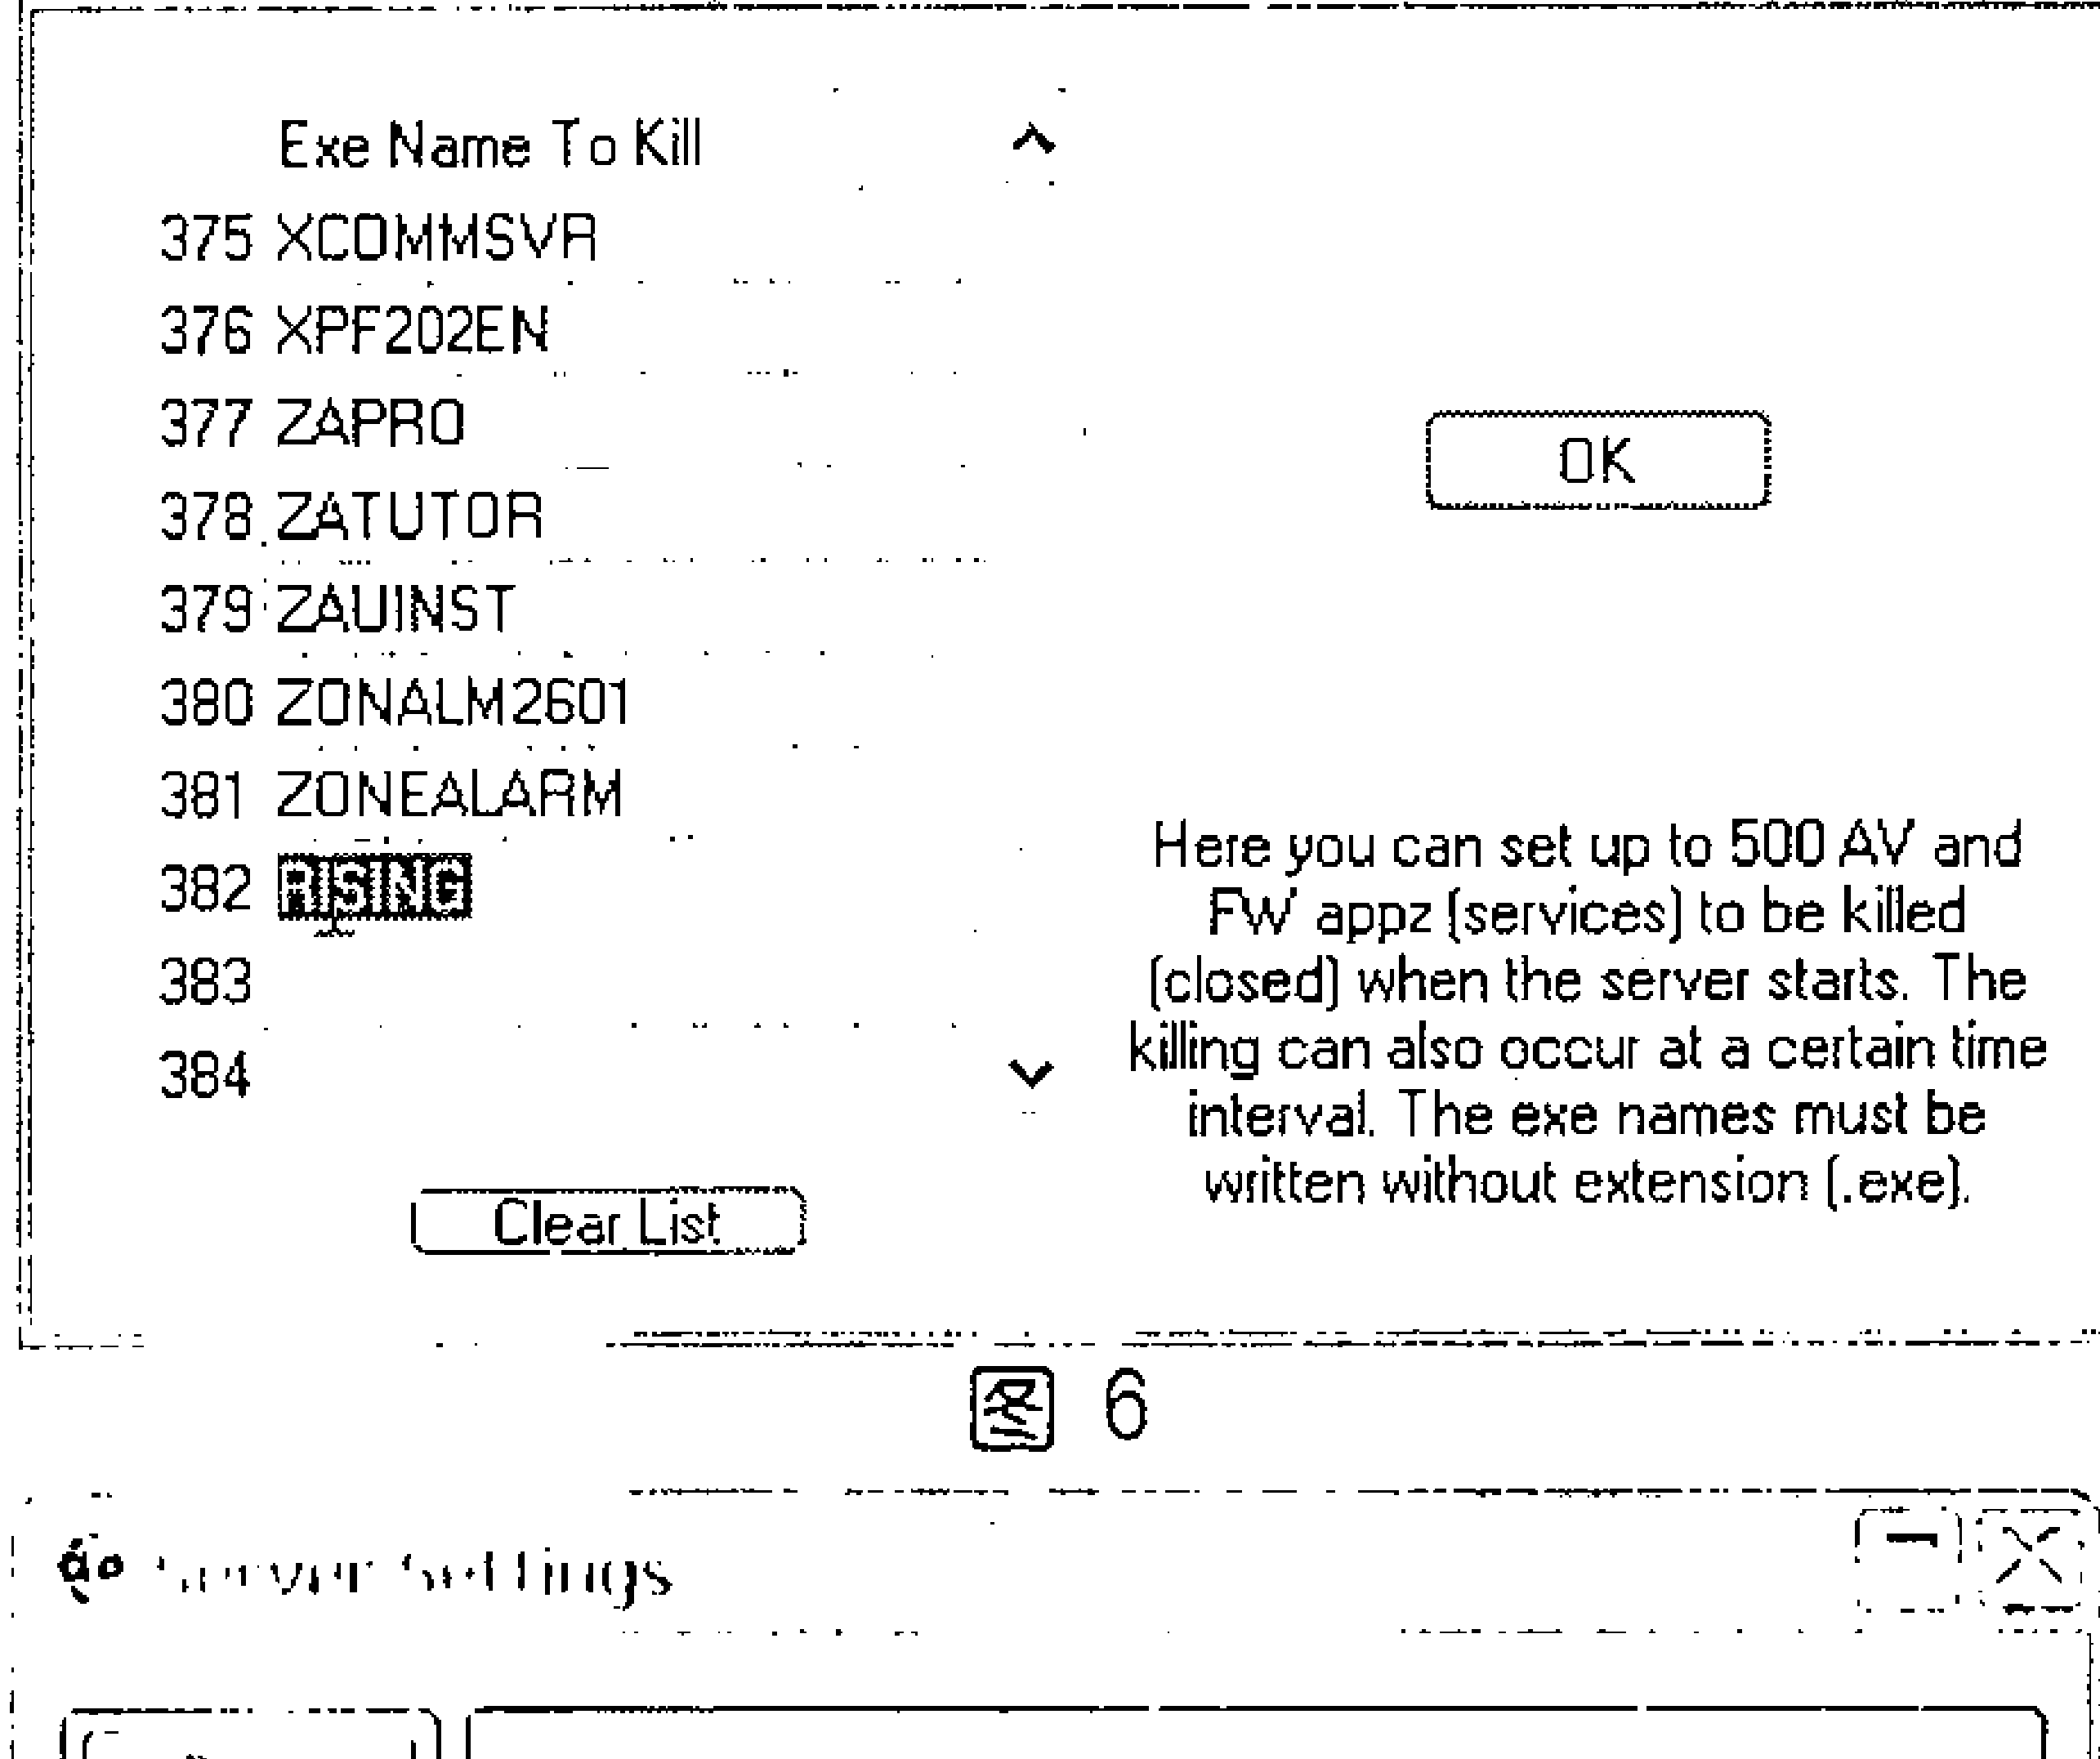 Exe Name To Kill
375 XCOMMSVR
376 XPF202EN
377 ZAPRO
378 ZATUTOR
379 ZAUINST
380 ZONALM2601
381 ZONEALARM
382 RISING
383
384
Clear List
OK
Here you can set up to 500 AV and
FW appz (services) to be killed
(closed) when the server starts. The
killing can also occur at a certain time
interval. The exe names must be
written without extension (.exe).
图 6
Server Settings